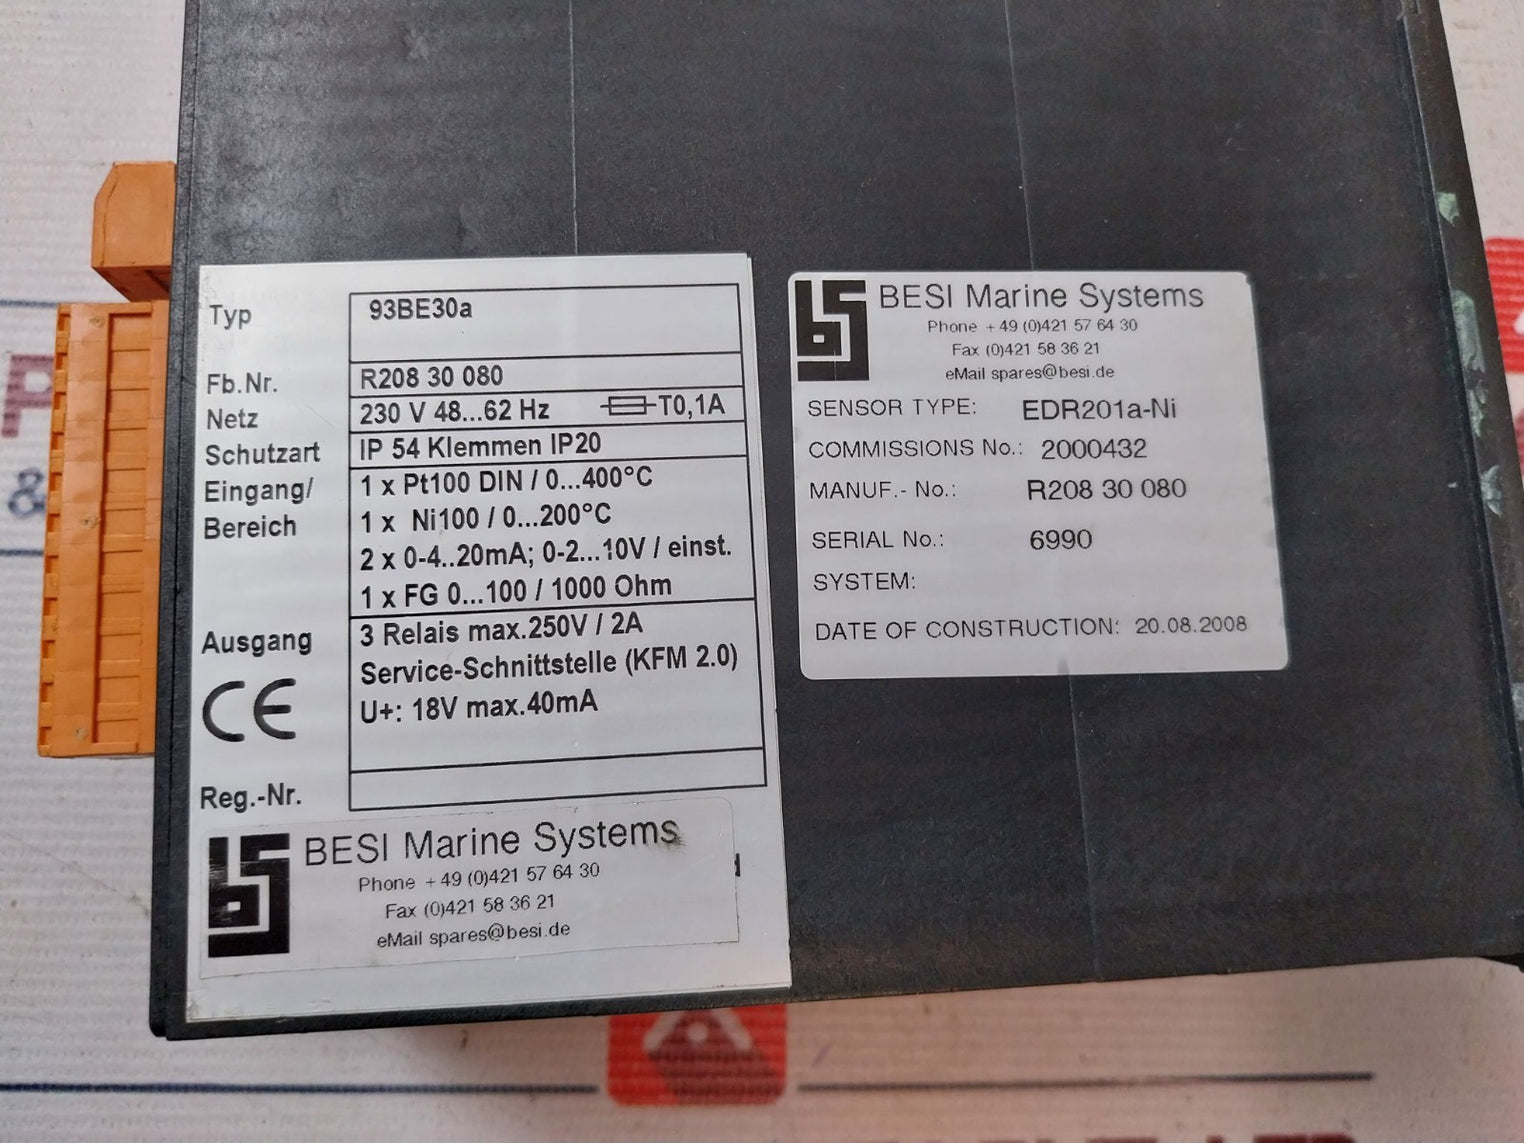 Typ 93BE30a
Fb.Nr. R208 30 080
Netz 230 V 48...62 Hz T0,1A
Schutzart IP 54 Klemmen IP20
Eingang/ 1 x Pt100 DIN / 0...400°C
Bereich 1 x Ni100 / 0...200°C
2 x 0-4..20mA; 0-2...10V / einst.
1 x FG 0...100 / 1000 Ohm
Ausgang 3 Relais max.250V / 2A
Service-Schnittstelle (KFM 2.0)
CE U+: 18V max.40mA
Reg.-Nr.
BESI Marine Systems
Phone + 49 (0)421 57 64 30
Fax (0)421 58 36 21
eMail spares@besi.de
BESI Marine Systems
Phone + 49 (0)421 57 64 30
Fax (0)421 58 36 21
eMail spares@besi.de
SENSOR TYPE: EDR201a-Ni
COMMISSIONS No.: 2000432
MANUF.- No.: R208 30 080
SERIAL No.: 6990
SYSTEM:
DATE OF CONSTRUCTION: 20.08.2008